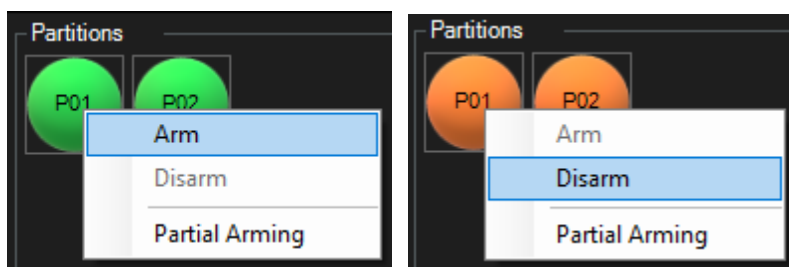 Partitions
P01 P02
Arm
Disarm
Partial Arming
Partitions
P01 P02
Arm
Disarm
Partial Arming